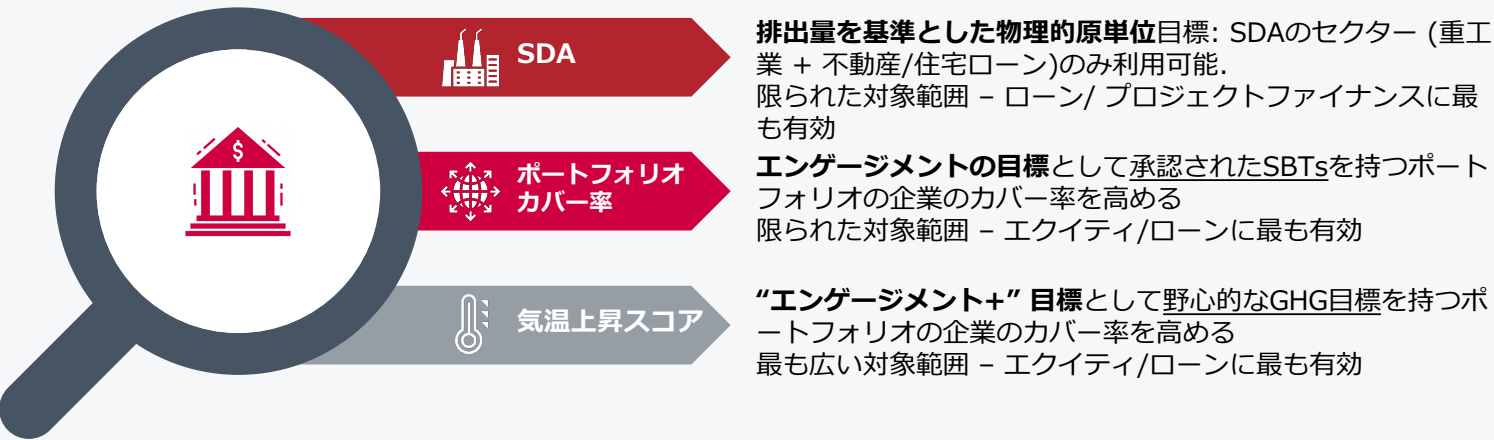 SDA
排出量を基準とした物理的原単位目標: SDAのセクター (重工
業 + 不動産/住宅ローン)のみ利用可能.
限られた対象範囲 – ローン/ プロジェクトファイナンスに最
も有効
ポートフォリオ
カバー率
エンゲージメントの目標として承認されたSBTsを持つポート
フォリオの企業のカバー率を高める
限られた対象範囲 – エクイティ/ローンに最も有効
気温上昇スコア
“エンゲージメント+” 目標として野心的なGHG目標を持つポ
ートフォリオの企業のカバー率を高める
最も広い対象範囲 – エクイティ/ローンに最も有効